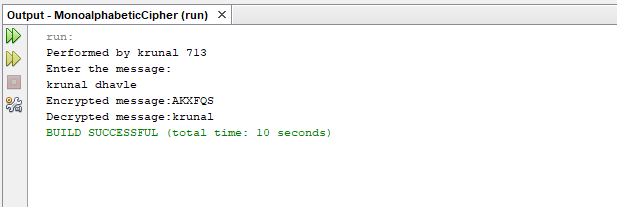 Output - MonoalphabeticCipher (run) ×
run:
Performed by krunal 713
Enter the message:
krunal dhavle
Encrypted message:AKXFQS
Decrypted message:krunal
BUILD SUCCESSFUL (total time: 10 seconds)